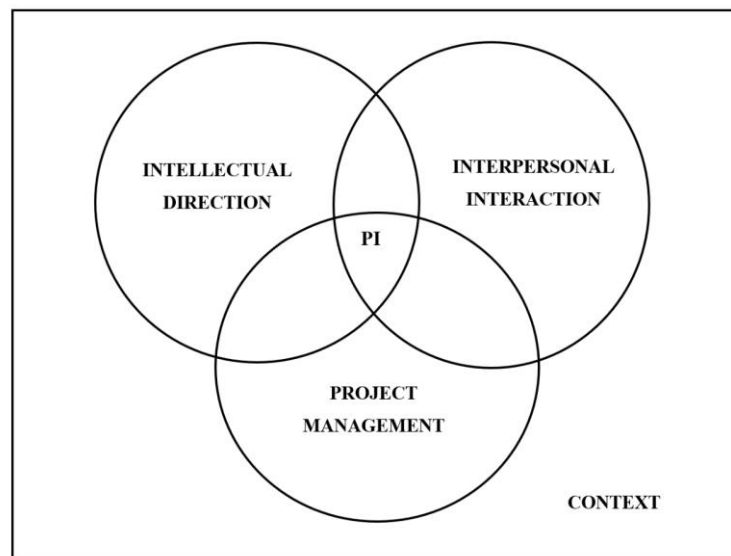 INTELLECTUAL
DIRECTION
INTERPERSONAL
INTERACTION
PI
PROJECT
MANAGEMENT
CONTEXT